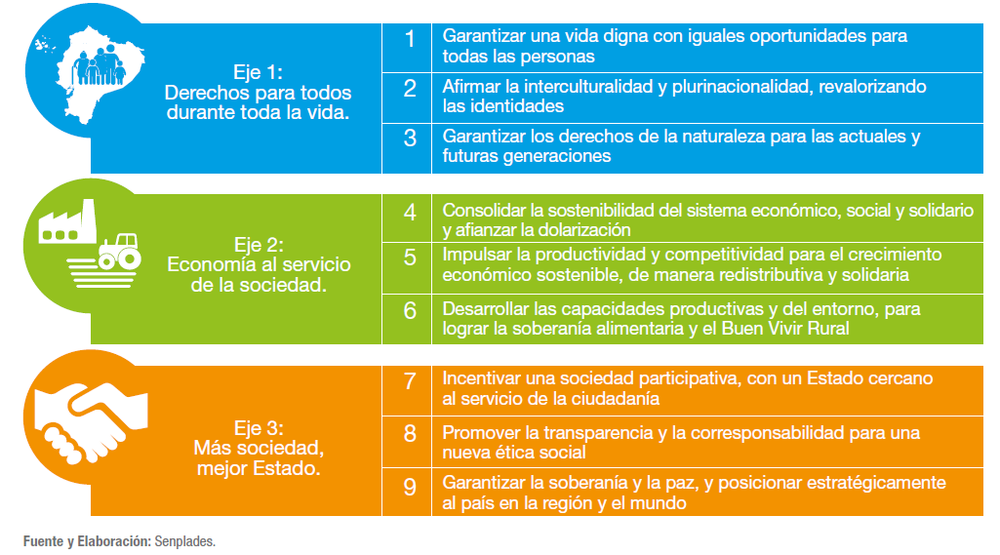 Eje 1:
Derechos para todos
durante toda la vida.
1
Garantizar una vida digna con iguales oportunidades para
todas las personas
2
Afirmar la interculturalidad y plurinacionalidad, revalorizando
las identidades
3
Garantizar los derechos de la naturaleza para las actuales y
futuras generaciones
Eje 2:
Economía al servicio
de la sociedad.
4
Consolidar la sostenibilidad del sistema económico, social y solidario
y afianzar la dolarización
5
Impulsar la productividad y competitividad para el crecimiento
económico sostenible, de manera redistributiva y solidaria
6
Desarrollar las capacidades productivas y del entorno, para
lograr la soberanía alimentaria y el Buen Vivir Rural
Eje 3:
Más sociedad,
mejor Estado.
7
Incentivar una sociedad participativa, con un Estado cercano
al servicio de la ciudadanía
8
Promover la transparencia y la corresponsabilidad para una
nueva ética social
9
Garantizar la soberanía y la paz, y posicionar estratégicamente
al país en la región y el mundo
Fuente y Elaboración: Senplades.